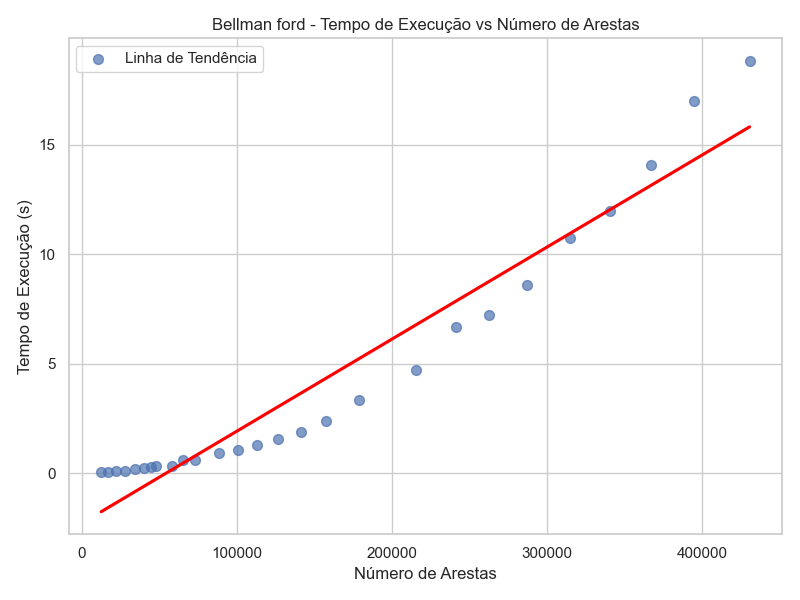 Bellman ford - Tempo de Execução vs Número de Arestas
Linha de Tendência
Tempo de Execução (s)
15
10
5
0
0 100000 200000 300000 400000
Número de Arestas